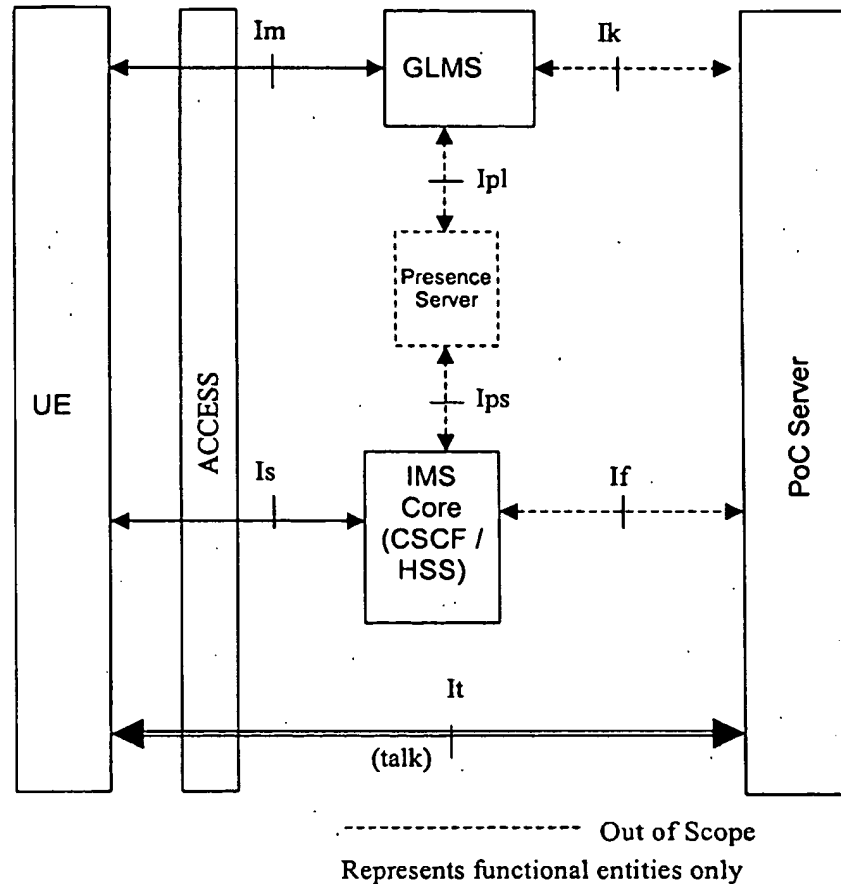 Im
GLMS
Ik
Ipl
Presence
Server
Ips
UE
ACCESS
PoC Server
Is
IMS
Core
(CSCF /
HSS)
If
It
(talk)
Out of Scope
Represents functional entities only